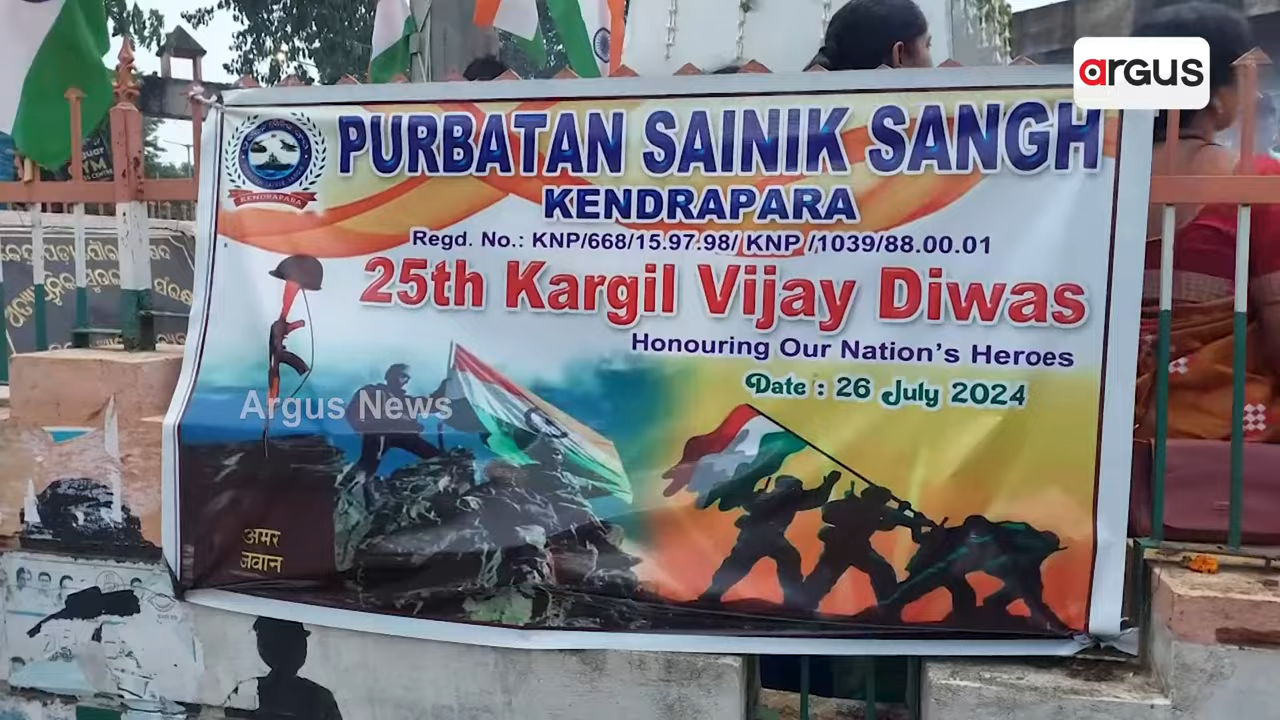 argus
PURBATAN SAINIK SANGH
KENDRAPARA
KENDRAPARA
Regd. No.: KNP/668/15.97.98/ KNP /1039/88.00.01
25th Kargil Vijay Diwas
Honouring Our Nation's Heroes
Date : 26 July 2024
Argus News
अमर
जवान